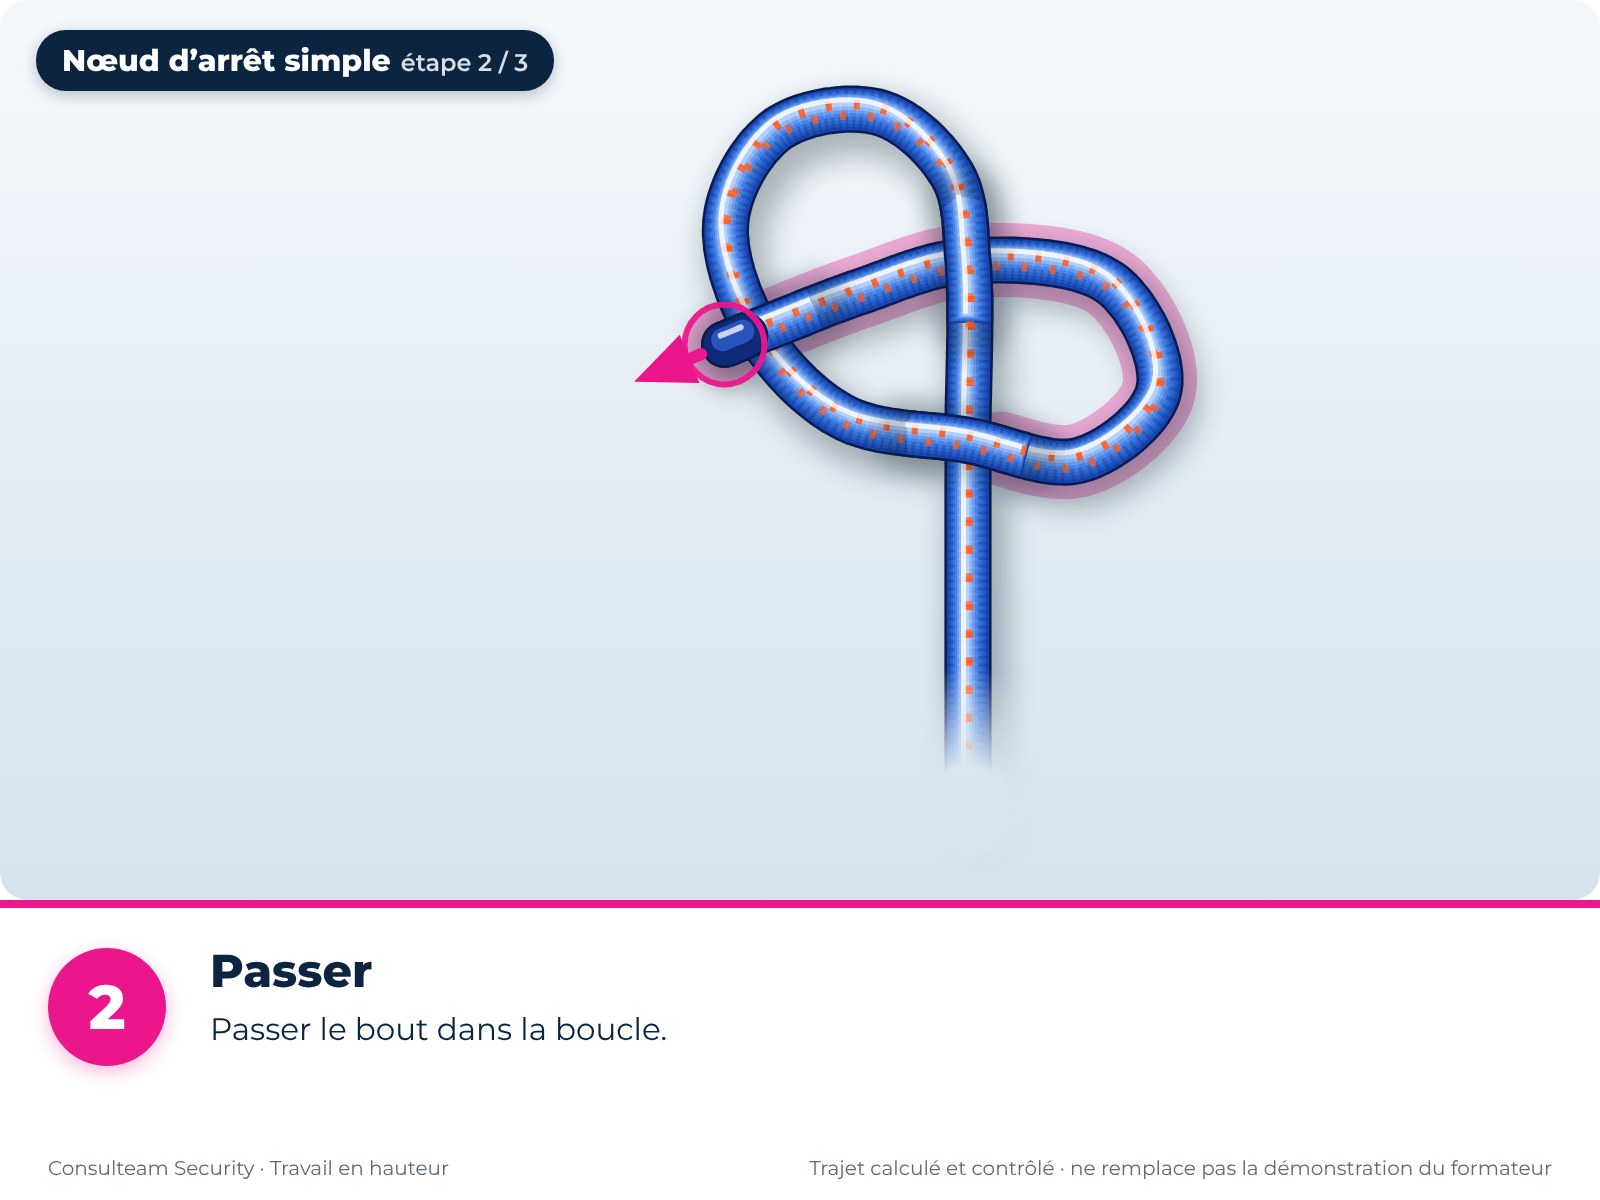 Nœud d’arrêt simple étape 2 / 3
2
Passer
Passer le bout dans la boucle.
Consulteam Security · Travail en hauteur
Trajet calculé et contrôlé · ne remplace pas la démonstration du formateur